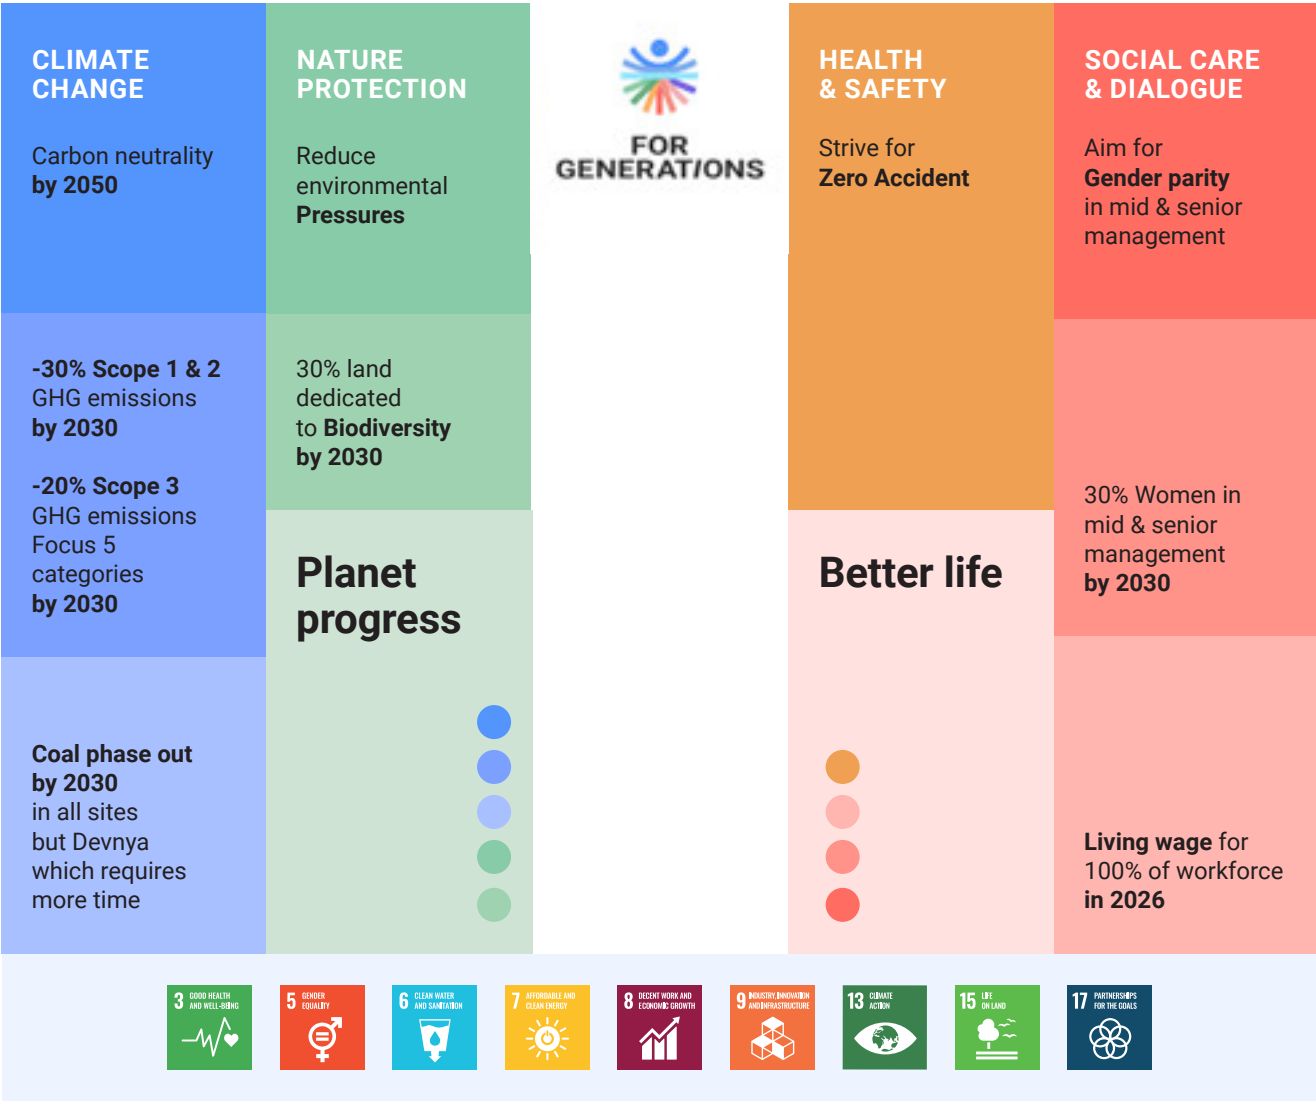 CLIMATE
CHANGE
Carbon neutrality
by 2050
-30% Scope 1 & 2
GHG emissions
by 2030
-20% Scope 3
GHG emissions
Focus 5
categories
by 2030
Coal phase out
by 2030
in all sites
but Devnya
which requires
more time
NATURE
PROTECTION
Reduce
environmental
Pressures
30% land
dedicated
to Biodiversity
by 2030
Planet
progress
FOR
GENERATIONS
HEALTH
& SAFETY
Strive for
Zero Accident
Better life
SOCIAL CARE
& DIALOGUE
Aim for
Gender parity
in mid & senior
management
30% Women in
mid & senior
management
by 2030
Living wage for
100% of workforce
in 2026
3 GOOD HEALTH
AND WELL-BEING
5 GENDER
EQUALITY
6 CLEAN WATER
AND SANITATION
7 AFFORDABLE AND
CLEAN ENERGY
8 DECENT WORK AND
ECONOMIC GROWTH
9 INDUSTRY, INNOVATION
AND INFRASTRUCTURE
13 CLIMATE
ACTION
15 LIFE
ON LAND
17 PARTNERSHIPS
FOR THE GOALS